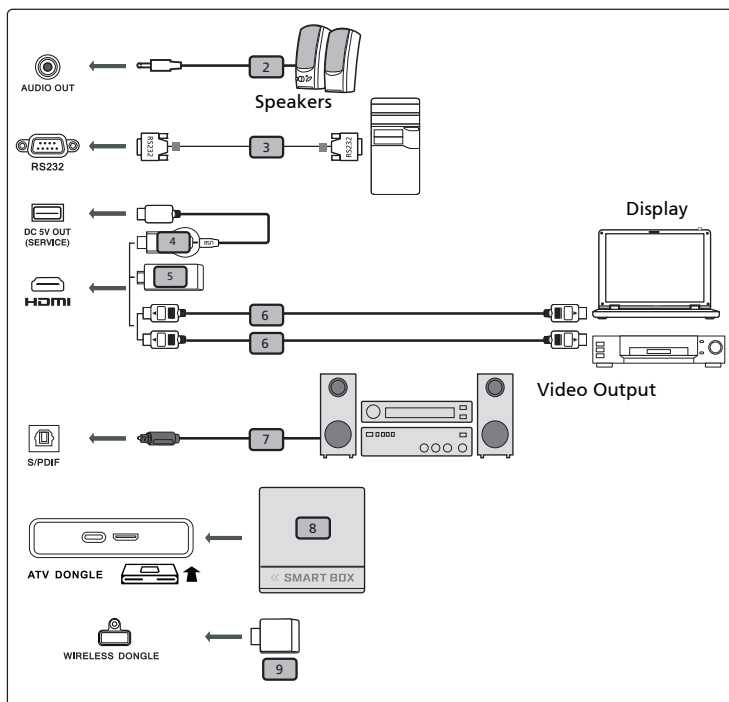 AUDIO OUT
2
Speakers
RS232
RS232
3
RS232
DC 5V OUT
(SERVICE)
USB
4
Display
HDMI
5
6
6
Video Output
S/PDIF
7
8
ATV DONGLE
« SMART BOX
WIRELESS DONGLE
9